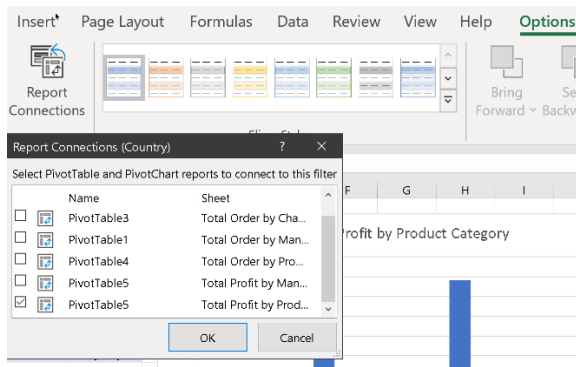 Insert Page Layout Formulas Data Review View Help Options
Report Connections
Bring Forward
Report Connections (Country) ? ×
Select PivotTable and PivotChart reports to connect to this filter
Name Sheet
PivotTable3 Total Order by Cha...
PivotTable1 Total Order by Man...
PivotTable4 Total Order by Pro...
PivotTable5 Total Profit by Man...
PivotTable5 Total Profit by Prod...
OK Cancel
F G H I
Profit by Product Category